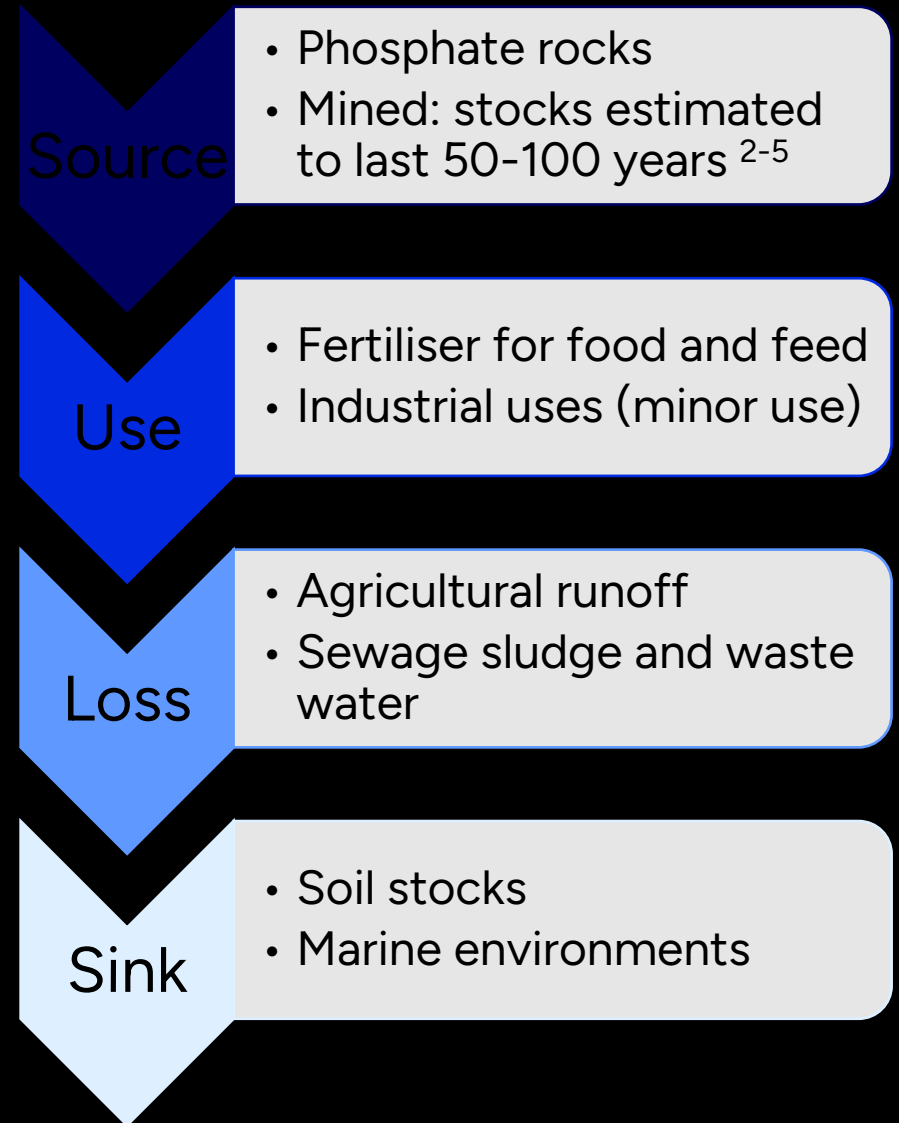 Source
• Phosphate rocks
• Mined: stocks estimated
to last 50-100 years 2-5
Use
• Fertiliser for food and feed
• Industrial uses (minor use)
Loss
• Agricultural runoff
• Sewage sludge and waste
water
Sink
• Soil stocks
• Marine environments